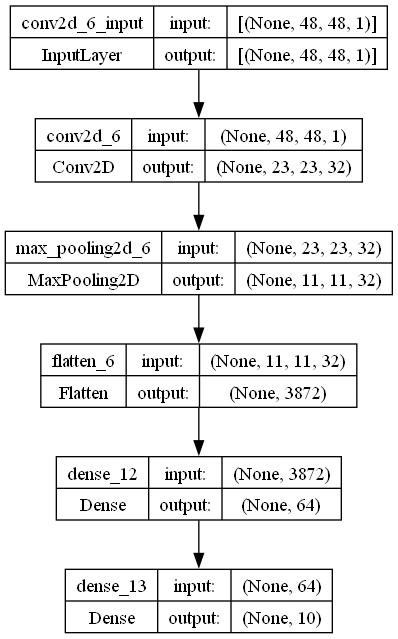 conv2d_6_input input: [(None, 48, 48, 1)]
InputLayer output: [(None, 48, 48, 1)]
conv2d_6 input: (None, 48, 48, 1)
Conv2D output: (None, 23, 23, 32)
max_pooling2d_6 input: (None, 23, 23, 32)
MaxPooling2D output: (None, 11, 11, 32)
flatten_6 input: (None, 11, 11, 32)
Flatten output: (None, 3872)
dense_12 input: (None, 3872)
Dense output: (None, 64)
dense_13 input: (None, 64)
Dense output: (None, 10)